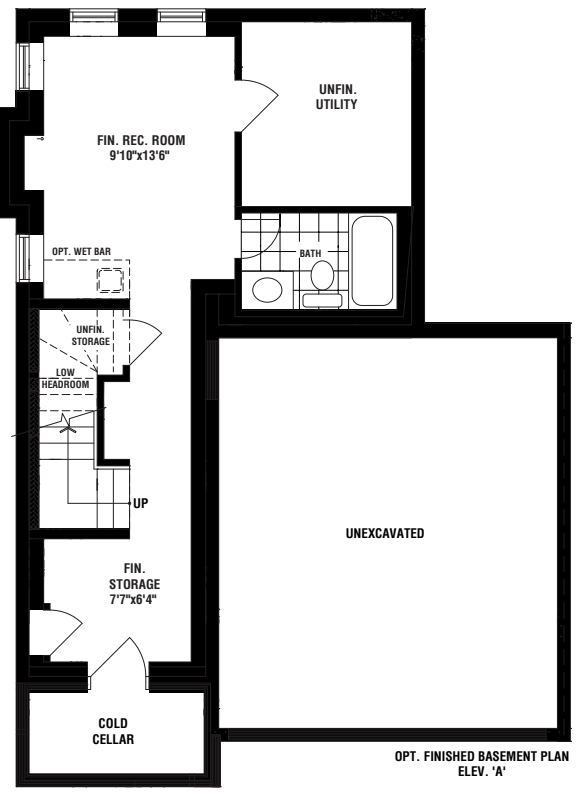 UNFIN.
UTILITY
FIN. REC. ROOM
9'10"x13'6"
OPT. WET BAR
BATH
UNFIN.
STORAGE
LOW
HEADROOM
UP
UNEXCAVATED
FIN.
STORAGE
7'7"x6'4"
COLD
CELLAR
OPT. FINISHED BASEMENT PLAN
ELEV. 'A'